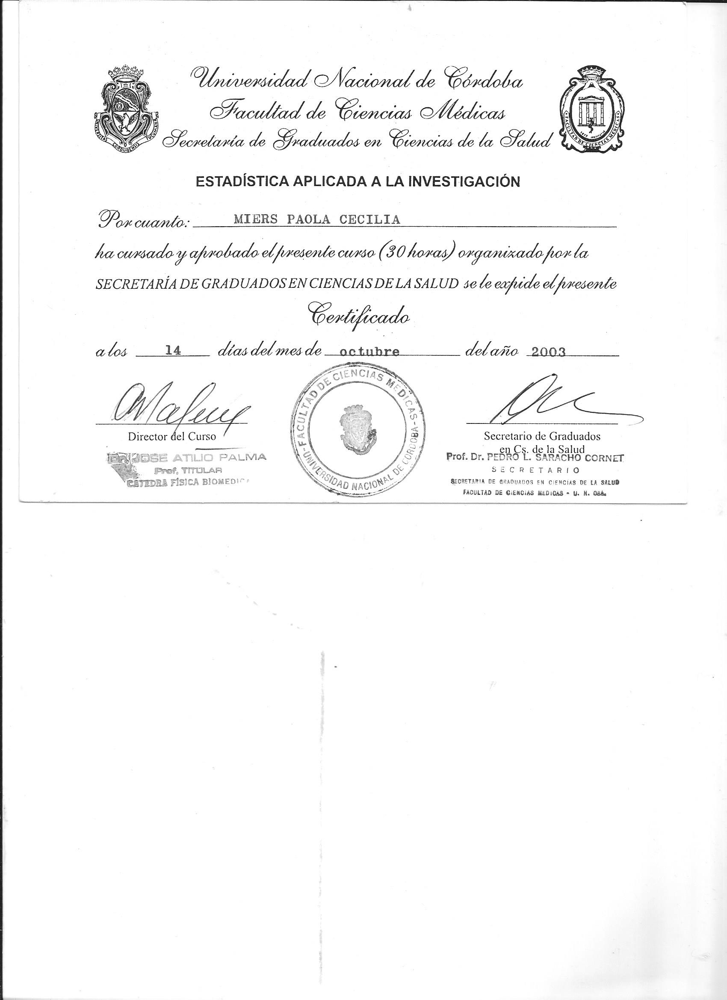 Universidad Nacional de Córdoba
Facultad de Ciencias Médicas
Secretaría de Graduados en Ciencias de la Salud
UNIVERSITAS CORDUBENSIS TUCUMANAE
FACULTAD DE CIENCIAS MEDICAS
ESTADÍSTICA APLICADA A LA INVESTIGACIÓN
Por cuanto: MIERS PAOLA CECILIA
ha cursado y aprobado el presente curso (30 horas) organizado por la
SECRETARÍA DE GRADUADOS EN CIENCIAS DE LA SALUD se le expide el presente
Certificado
a los 14 días del mes de octubre del año 2003
FACULTAD DE CIENCIAS MEDICAS-
-UNIVERSIDAD NACIONAL DE CORDOBA
Director del Curso
DR. JOSE ATILIO PALMA
Prof. TITULAR
CATEDRA FÍSICA BIOMEDICA
Secretario de Graduados
en Cs. de la Salud
Prof. Dr. PEDRO L. SARACHO CORNET
SECRETARIO
SECRETARIA DE GRADUADOS EN CIENCIAS DE LA SALUD
FACULTAD DE CIENCIAS MEDICAS - U. N. CBA.